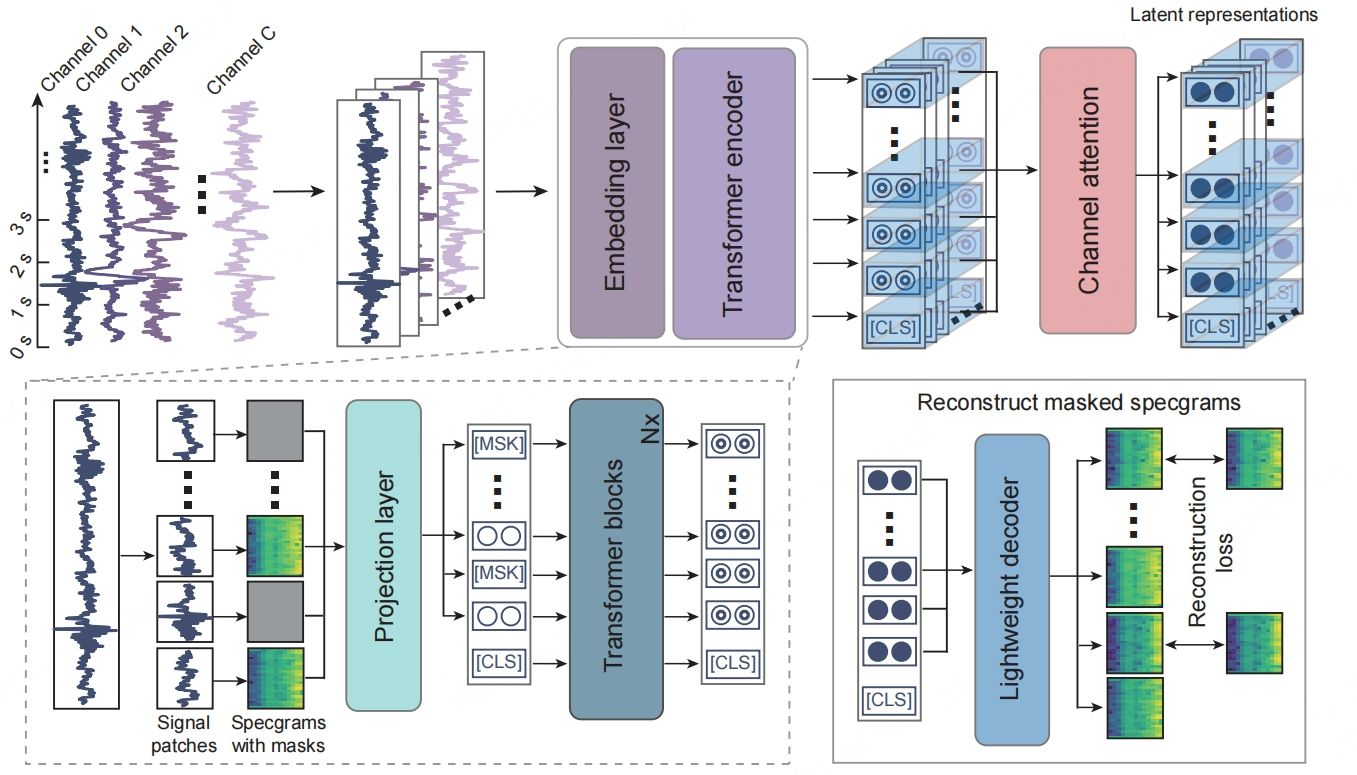 Channel 0
Channel 1
Channel 2
Channel C
0 s
1 s
2 s
3 s
Embedding layer
Transformer encoder
[CLS]
LS]
Channel attention
Latent representations
[CLS]
LS]
Signal
patches
Specgrams
with masks
Projection layer
[MSK]
[MSK]
[CLS]
Transformer blocks
Nx
[CLS]
Reconstruct masked specgrams
[CLS]
Lightweight decoder
Reconstruction
loss